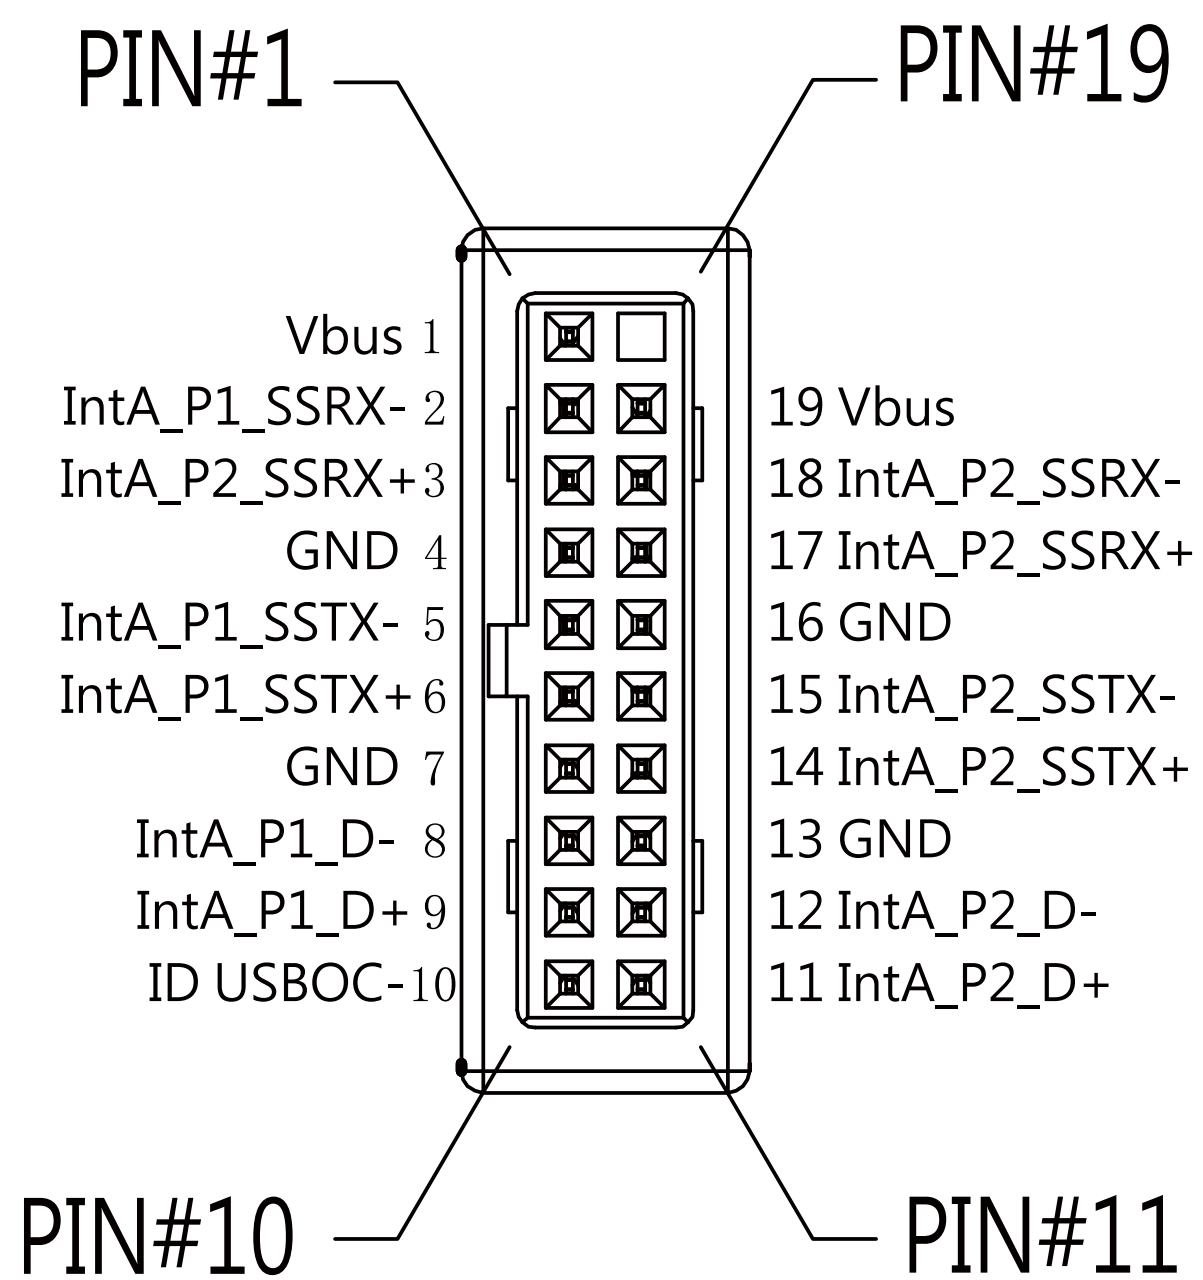 PIN#1
PIN#19
Vbus 1
IntA_P1_SSRX- 2
19 Vbus
IntA_P2_SSRX+3
18 IntA_P2_SSRX-
GND 4
17 IntA_P2_SSRX+
IntA_P1_SSTX- 5
16 GND
IntA_P1_SSTX+ 6
15 IntA_P2_SSTX-
GND 7
14 IntA_P2_SSTX+
IntA_P1_D- 8
13 GND
IntA_P1_D+ 9
12 IntA_P2_D-
ID USBOC-10
11 IntA_P2_D+
PIN#10
PIN#11